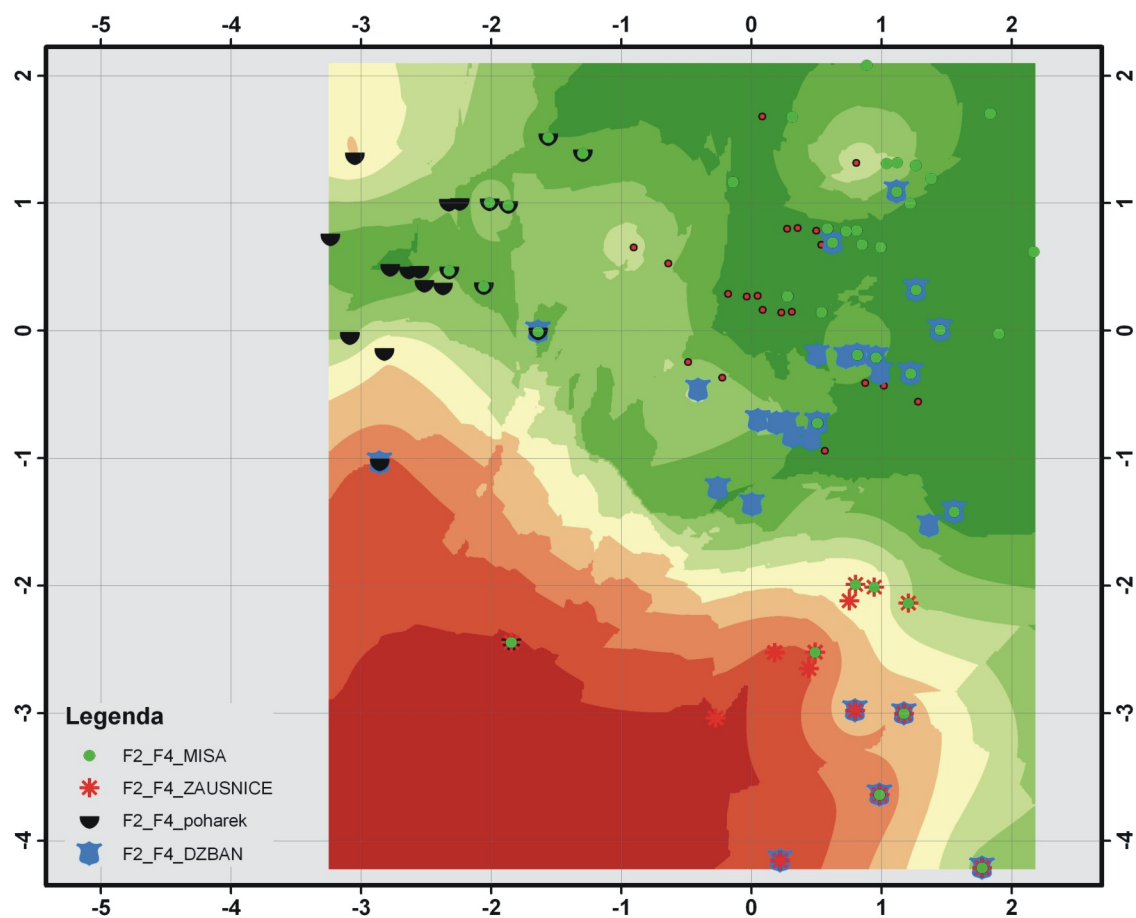 -5 -4 -3 -2 -1 0 1 2
2 2
1 1
0 0
-1 -1
-2 -2
-3 -3
-4 -4
Legenda
F2_F4_MISA
F2_F4_ZAUSNICE
F2_F4_poharek
F2_F4_DZBAN
-5 -4 -3 -2 -1 0 1 2